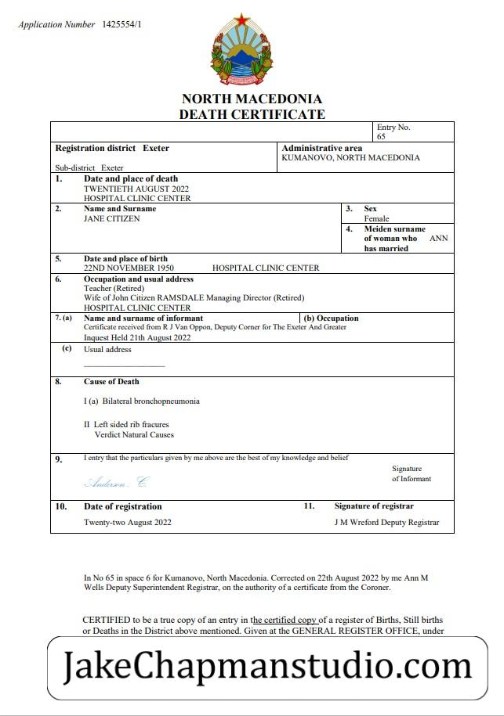 Application Number 1425554/1
NORTH MACEDONIA
DEATH CERTIFICATE
Entry No.
65
Registration district Exeter
Sub-district Exeter
Administrative area
KUMANOVO, NORTH MACEDONIA
1. Date and place of death
TWENTIETH AUGUST 2022
HOSPITAL CLINIC CENTER
2. Name and Surname
JANE CITIZEN
3. Sex
Female
4. Meiden surname
of woman who ANN
has married
5. Date and place of birth
22ND NOVEMBER 1950 HOSPITAL CLINIC CENTER
6. Occupation and usual address
Teacher (Retired)
Wife of John Citizen RAMSDALE Managing Director (Retired)
HOSPITAL CLINIC CENTER
7. (a) Name and surname of informant (b) Occupation
Certificate received from R J Van Oppon, Deputy Corner for The Exeter And Greater
Inquest Held 21th August 2022
(c) Usual address
8. Cause of Death
I (a) Bilateral bronchopneumonia
II Left sided rib fracures
Verdict Natural Causes
9. I entry that the particulars given by me above are the best of my knowledge and belief
Signature
of Informant
10. Date of registration
Twenty-two August 2022
11. Signature of registrar
J M Wreford Deputy Registrar
In No 65 in space 6 for Kumanovo, North Macedonia. Corrected on 22th August 2022 by me Ann M
Wells Deputy Superintendent Registrar, on the authority of a certificate from the Coroner.
CERTIFIED to be a true copy of an entry in the certified copy of a register of Births, Still births
or Deaths in the District above mentioned. Given at the GENERAL REGISTER OFFICE, under
JakeChapmanstudio.com